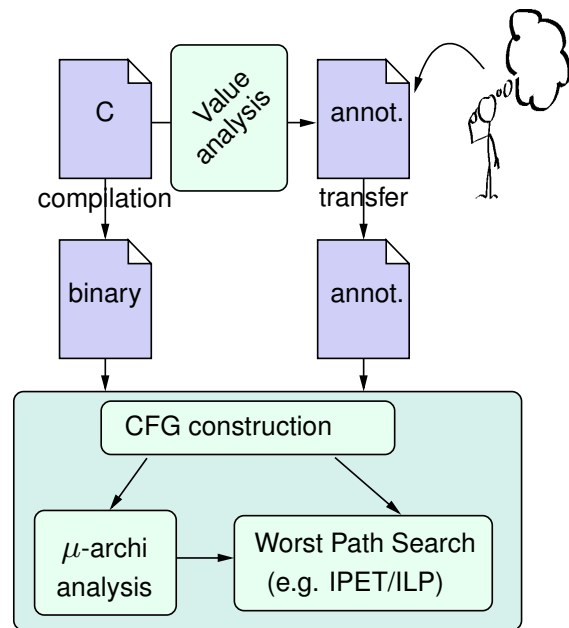 C
Value
analysis
annot.
compilation
transfer
binary
annot.
CFG construction
μ-archi
analysis
Worst Path Search
(e.g. IPET/ILP)